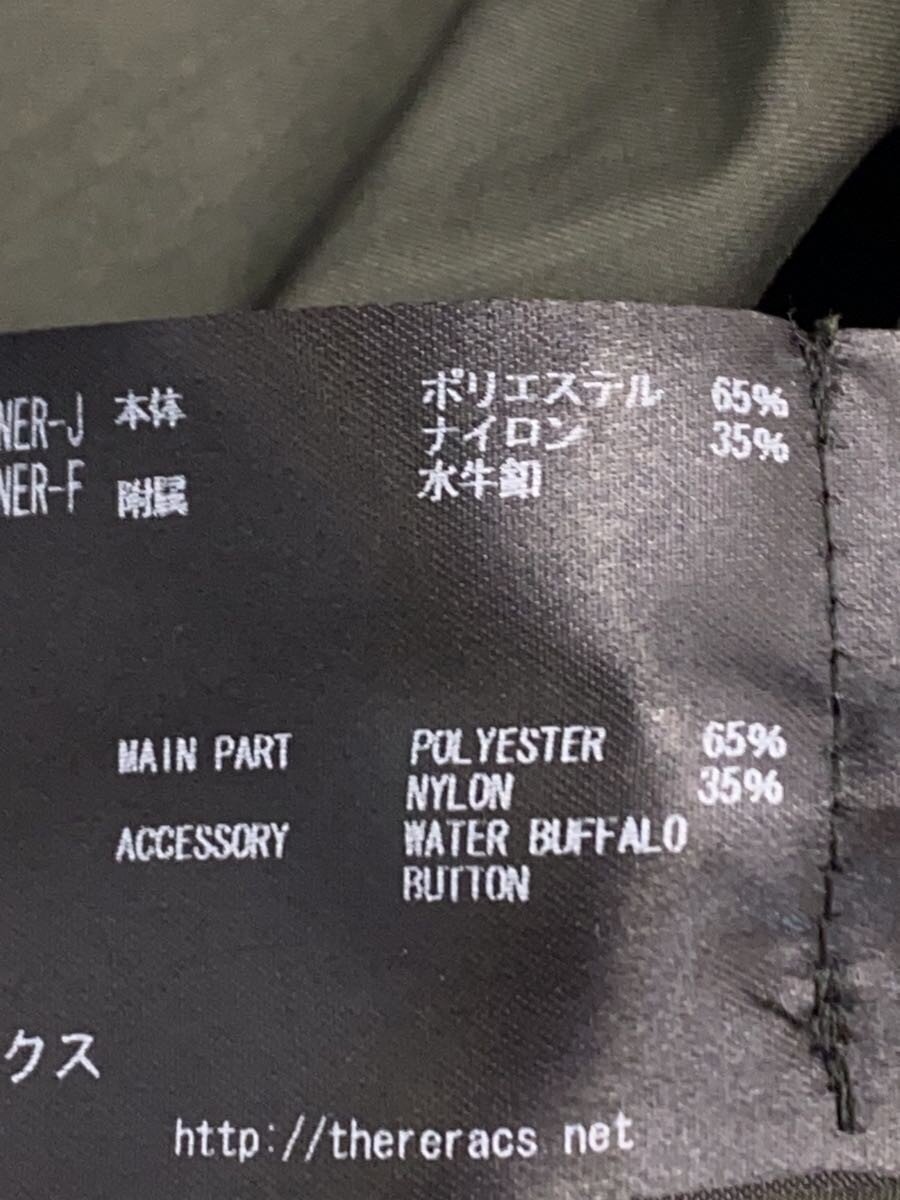 NER-J 本体 ポリエステル 65%
ナイロン 35%
NER-F 附属 水牛釦
MAIN PART POLYESTER 65%
NYLON 35%
ACCESSORY WATER BUFFALO
BUTTON
クス
http://thereracs net